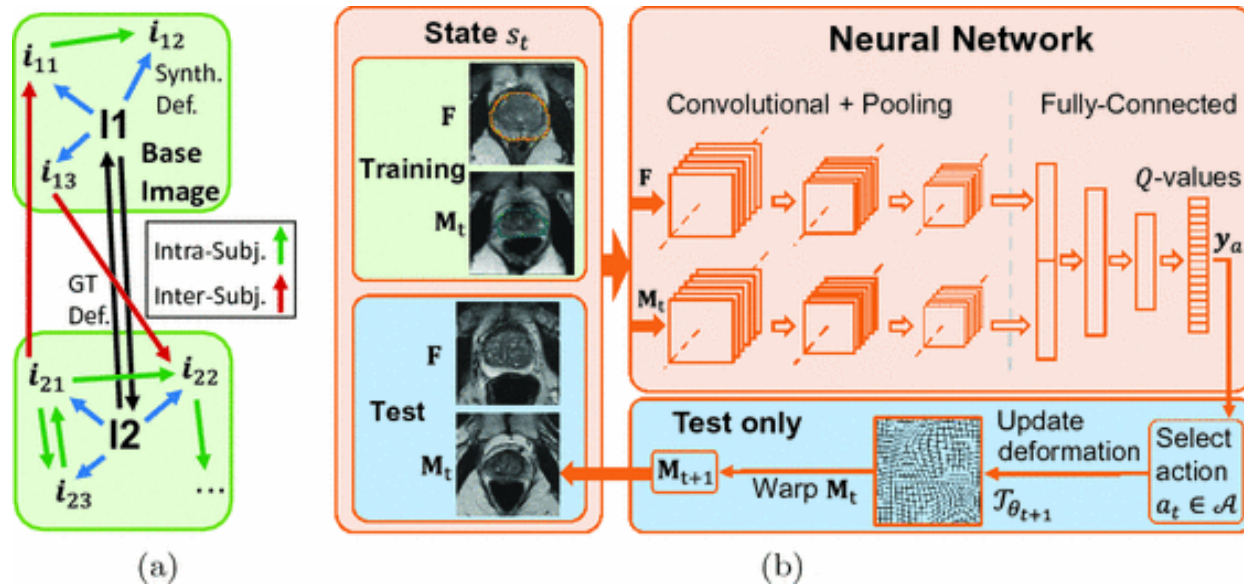 i₁₁
i₁₂
Synth.
Def.
I1
Base
Image
i₁₃
Intra-Subj.
Inter-Subj.
GT
Def.
i₂₁
i₂₂
I2
i₂₃
...
(a)
State sₜ
F
Training
Mₜ
F
Test
Mₜ
Neural Network
Convolutional + Pooling
Fully-Connected
F
Mₜ
Q-values
yₐ
Test only
Update
deformation
𝒯_θₜ₊₁
Select
action
aₜ ∈ 𝒜
Mₜ₊₁
Warp Mₜ
(b)